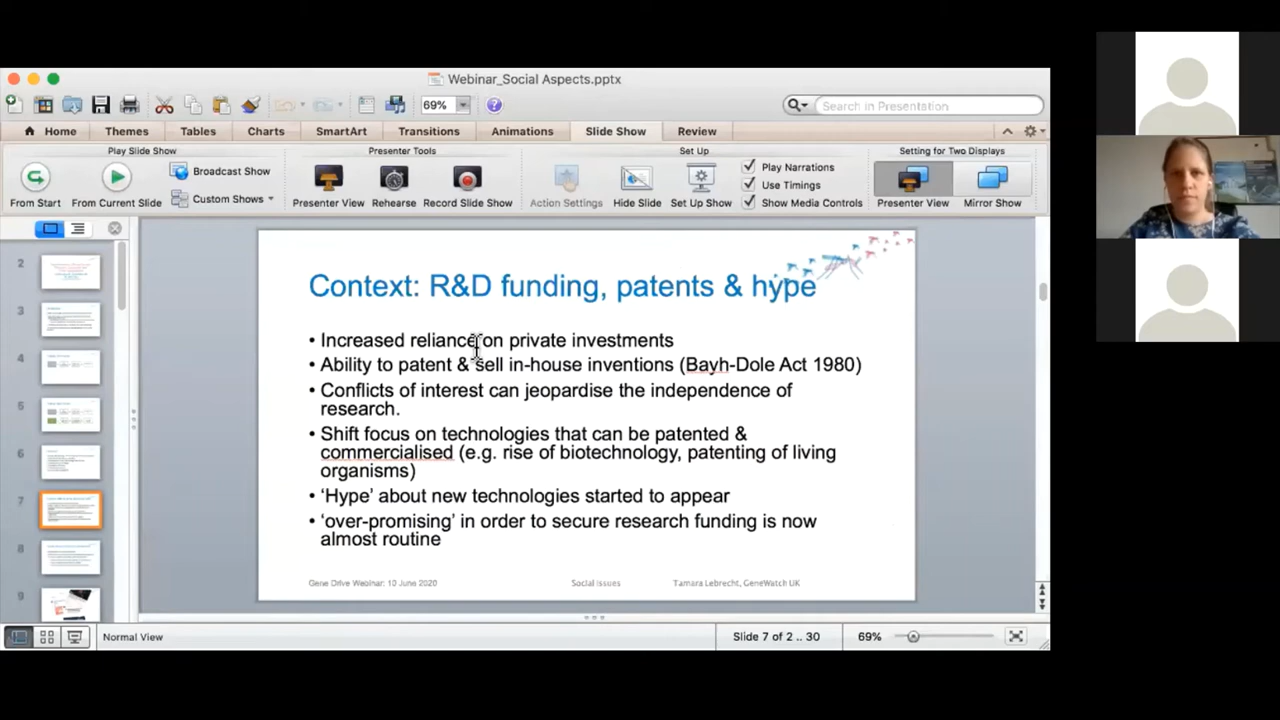 Webinar_Social Aspects.pptx
69%
Search in Presentation
Home Themes Tables Charts SmartArt Transitions Animations Slide Show Review
Play Slide Show Presenter Tools Set Up Setting for Two Displays
From Start
From Current Slide
Broadcast Show
Custom Shows
Presenter View
Rehearse
Record Slide Show
Action Settings
Hide Slide
Set Up Show
Play Narrations
Use Timings
Show Media Controls
Presenter View
Mirror Show
2
3
4
5
6
7
8
9
Context: R&D funding, patents & hype
• Increased reliance on private investments
• Ability to patent & sell in-house inventions (Bayh-Dole Act 1980)
• Conflicts of interest can jeopardise the independence of
research.
• Shift focus on technologies that can be patented &
commercialised (e.g. rise of biotechnology, patenting of living
organisms)
• ‘Hype’ about new technologies started to appear
• ‘over-promising’ in order to secure research funding is now
almost routine
Gene Drive Webinar: 10 June 2020 Social Issues Tamara Lebrecht, GeneWatch UK
Normal View Slide 7 of 2 .. 30 69%